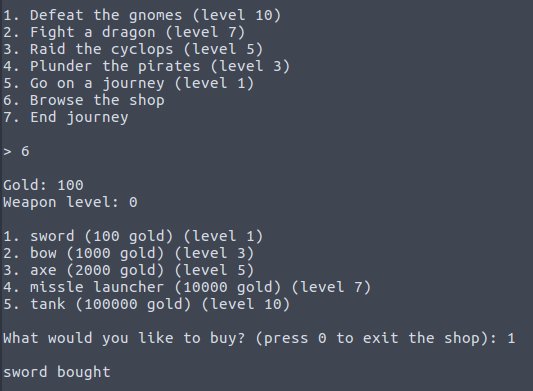 1. Defeat the gnomes (level 10)
2. Fight a dragon (level 7)
3. Raid the cyclops (level 5)
4. Plunder the pirates (level 3)
5. Go on a journey (level 1)
6. Browse the shop
7. End journey
> 6
Gold: 100
Weapon level: 0
1. sword (100 gold) (level 1)
2. bow (1000 gold) (level 3)
3. axe (2000 gold) (level 5)
4. missle launcher (10000 gold) (level 7)
5. tank (100000 gold) (level 10)
What would you like to buy? (press 0 to exit the shop): 1
sword bought